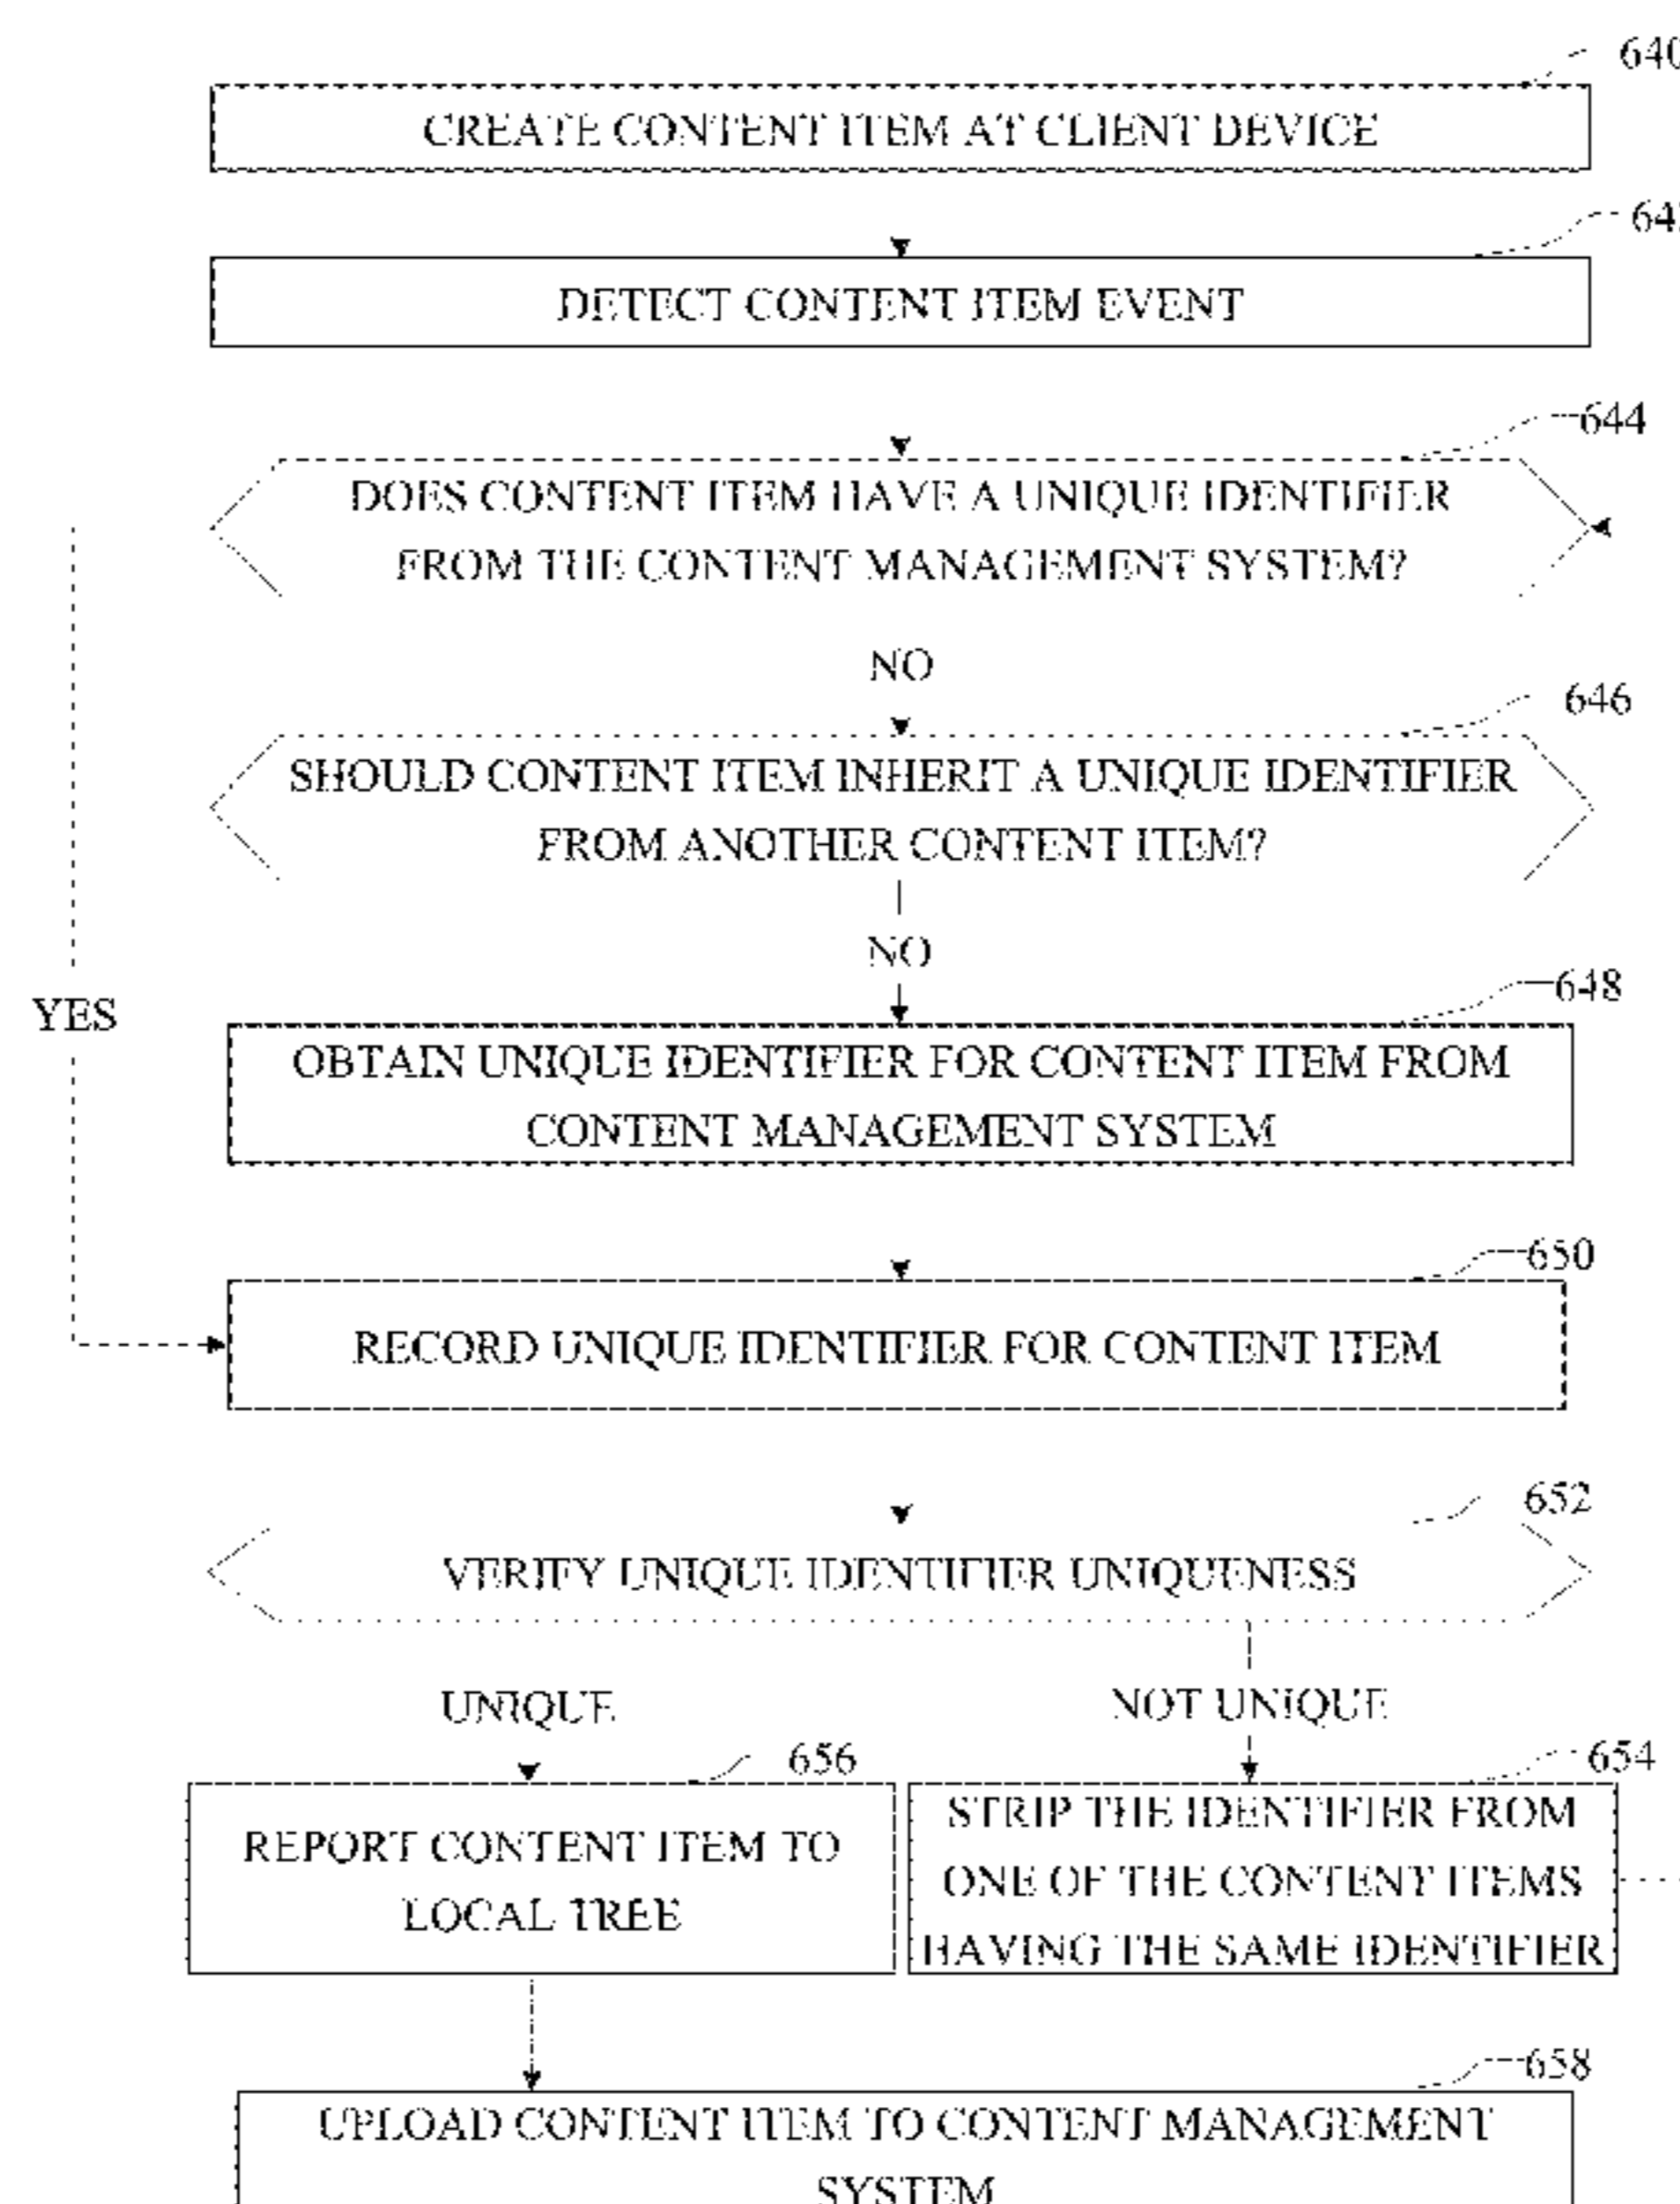 640
CREATE CONTENT ITEM AT CLIENT DEVICE
DETECT CONTENT ITEM EVENT
644
DOES CONTENT ITEM HAVE A UNIQUE IDENTIFIER
FROM THE CONTENT MANAGEMENT SYSTEM?
NO
646
SHOULD CONTENT ITEM INHERIT A UNIQUE IDENTIFIER
FROM ANOTHER CONTENT ITEM?
NO
648
YES
OBTAIN UNIQUE IDENTIFIER FOR CONTENT ITEM FROM
CONTENT MANAGEMENT SYSTEM
650
RECORD UNIQUE IDENTIFIER FOR CONTENT ITEM
652
VERIFY UNIQUE IDENTIFIER UNIQUENESS
UNIQUE
NOT UNIQUE
656
654
REPORT CONTENT ITEM TO
LOCAL TREE
STRIP THE IDENTIFIER FROM
ONE OF THE CONTENT ITEMS
HAVING THE SAME IDENTIFIER
658
UPLOAD CONTENT ITEM TO CONTENT MANAGEMENT
SYSTEM